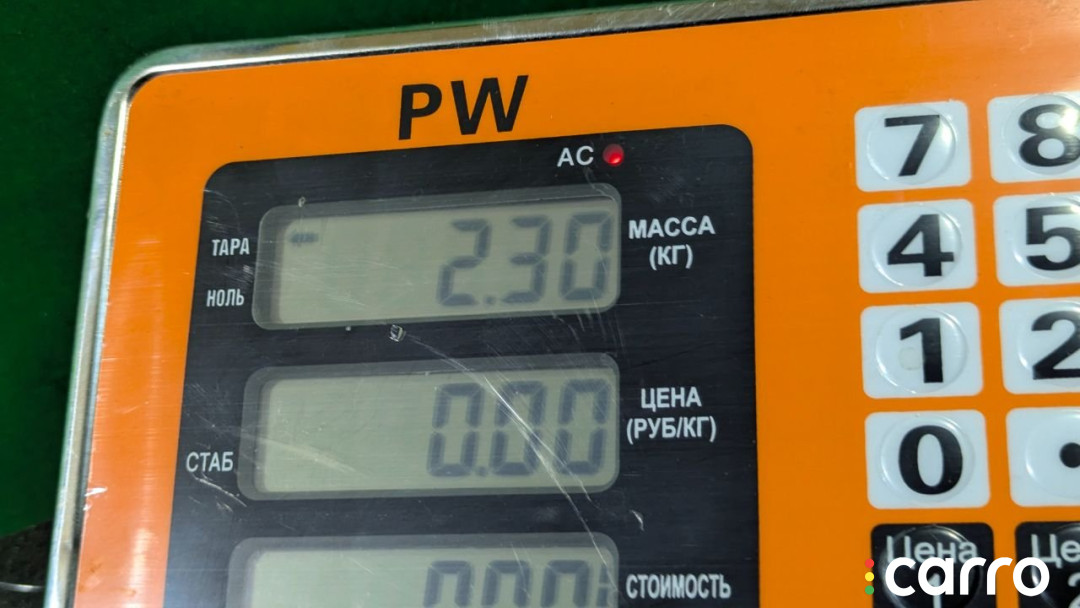 PW
AC
ТАРА
2.30
МАССА
(КГ)
НОЛЬ
0.00
ЦЕНА
(РУБ/КГ)
СТАБ
СТОИМОСТЬ
7 8
4 5
1 2
0 .
Цена
carro